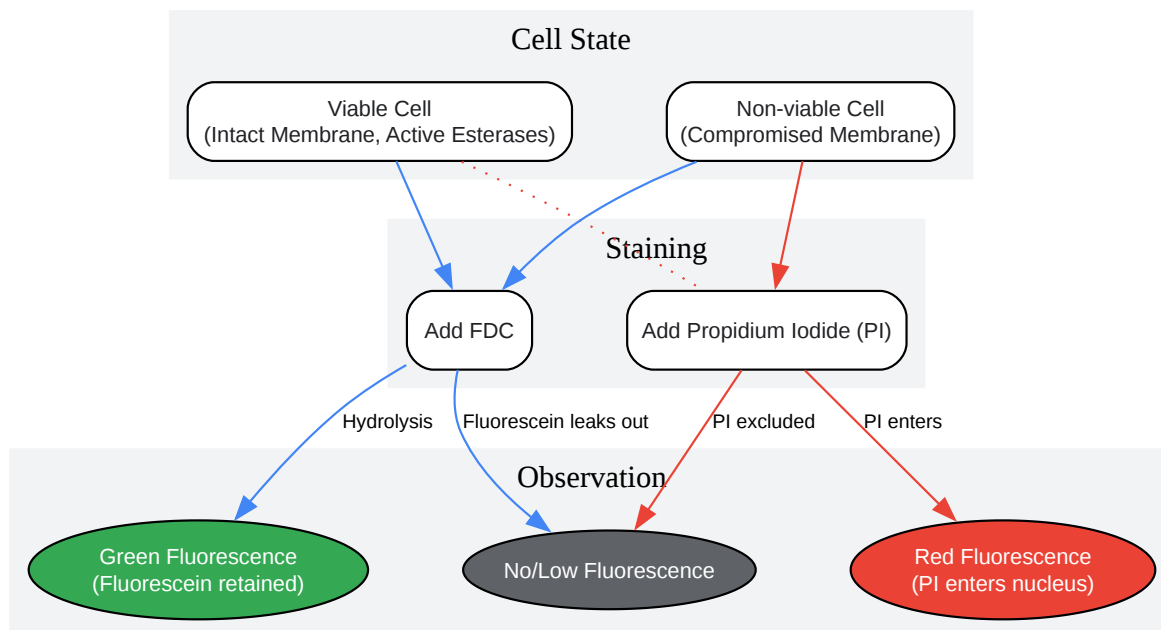 Cell State
Viable Cell
(Intact Membrane, Active Esterases)
Non-viable Cell
(Compromised Membrane)
Staining
Add FDC
Add Propidium Iodide (PI)
Hydrolysis
Fluorescein leaks out
PI excluded
PI enters
Observation
Green Fluorescence
(Fluorescein retained)
No/Low Fluorescence
Red Fluorescence
(PI enters nucleus)